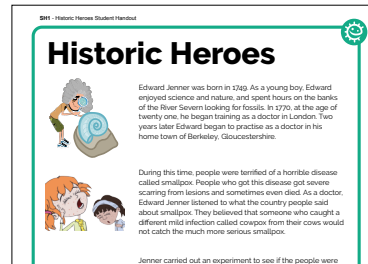 SH1 - Historic Heroes Student Handout
Historic Heroes
Edward Jenner was born in 1749. As a young boy, Edward
enjoyed science and nature, and spent hours on the banks
of the River Severn looking for fossils. In 1770, at the age of
twenty one, he began training as a doctor in London. Two
years later Edward began to practise as a doctor in his
home town of Berkeley, Gloucestershire.
During this time, people were terrified of a horrible disease
called smallpox. People who got this disease got severe
scarring from lesions and sometimes even died. As a doctor,
Edward Jenner listened to what the country people said
about smallpox. They believed that someone who caught a
different mild infection called cowpox from their cows would
not catch the much more serious smallpox.
Jenner carried out an experiment to see if the people were